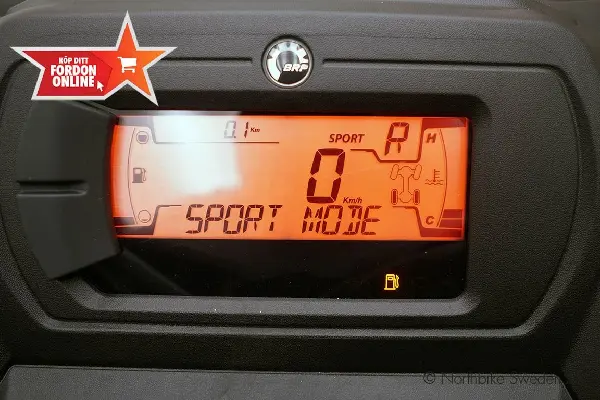 KÖP DITT
FORDON
ONLINE
BRP
0.1 Km
SPORT
R
H
0
Km/h
C
SPORT MODE
© Northbike Sweden